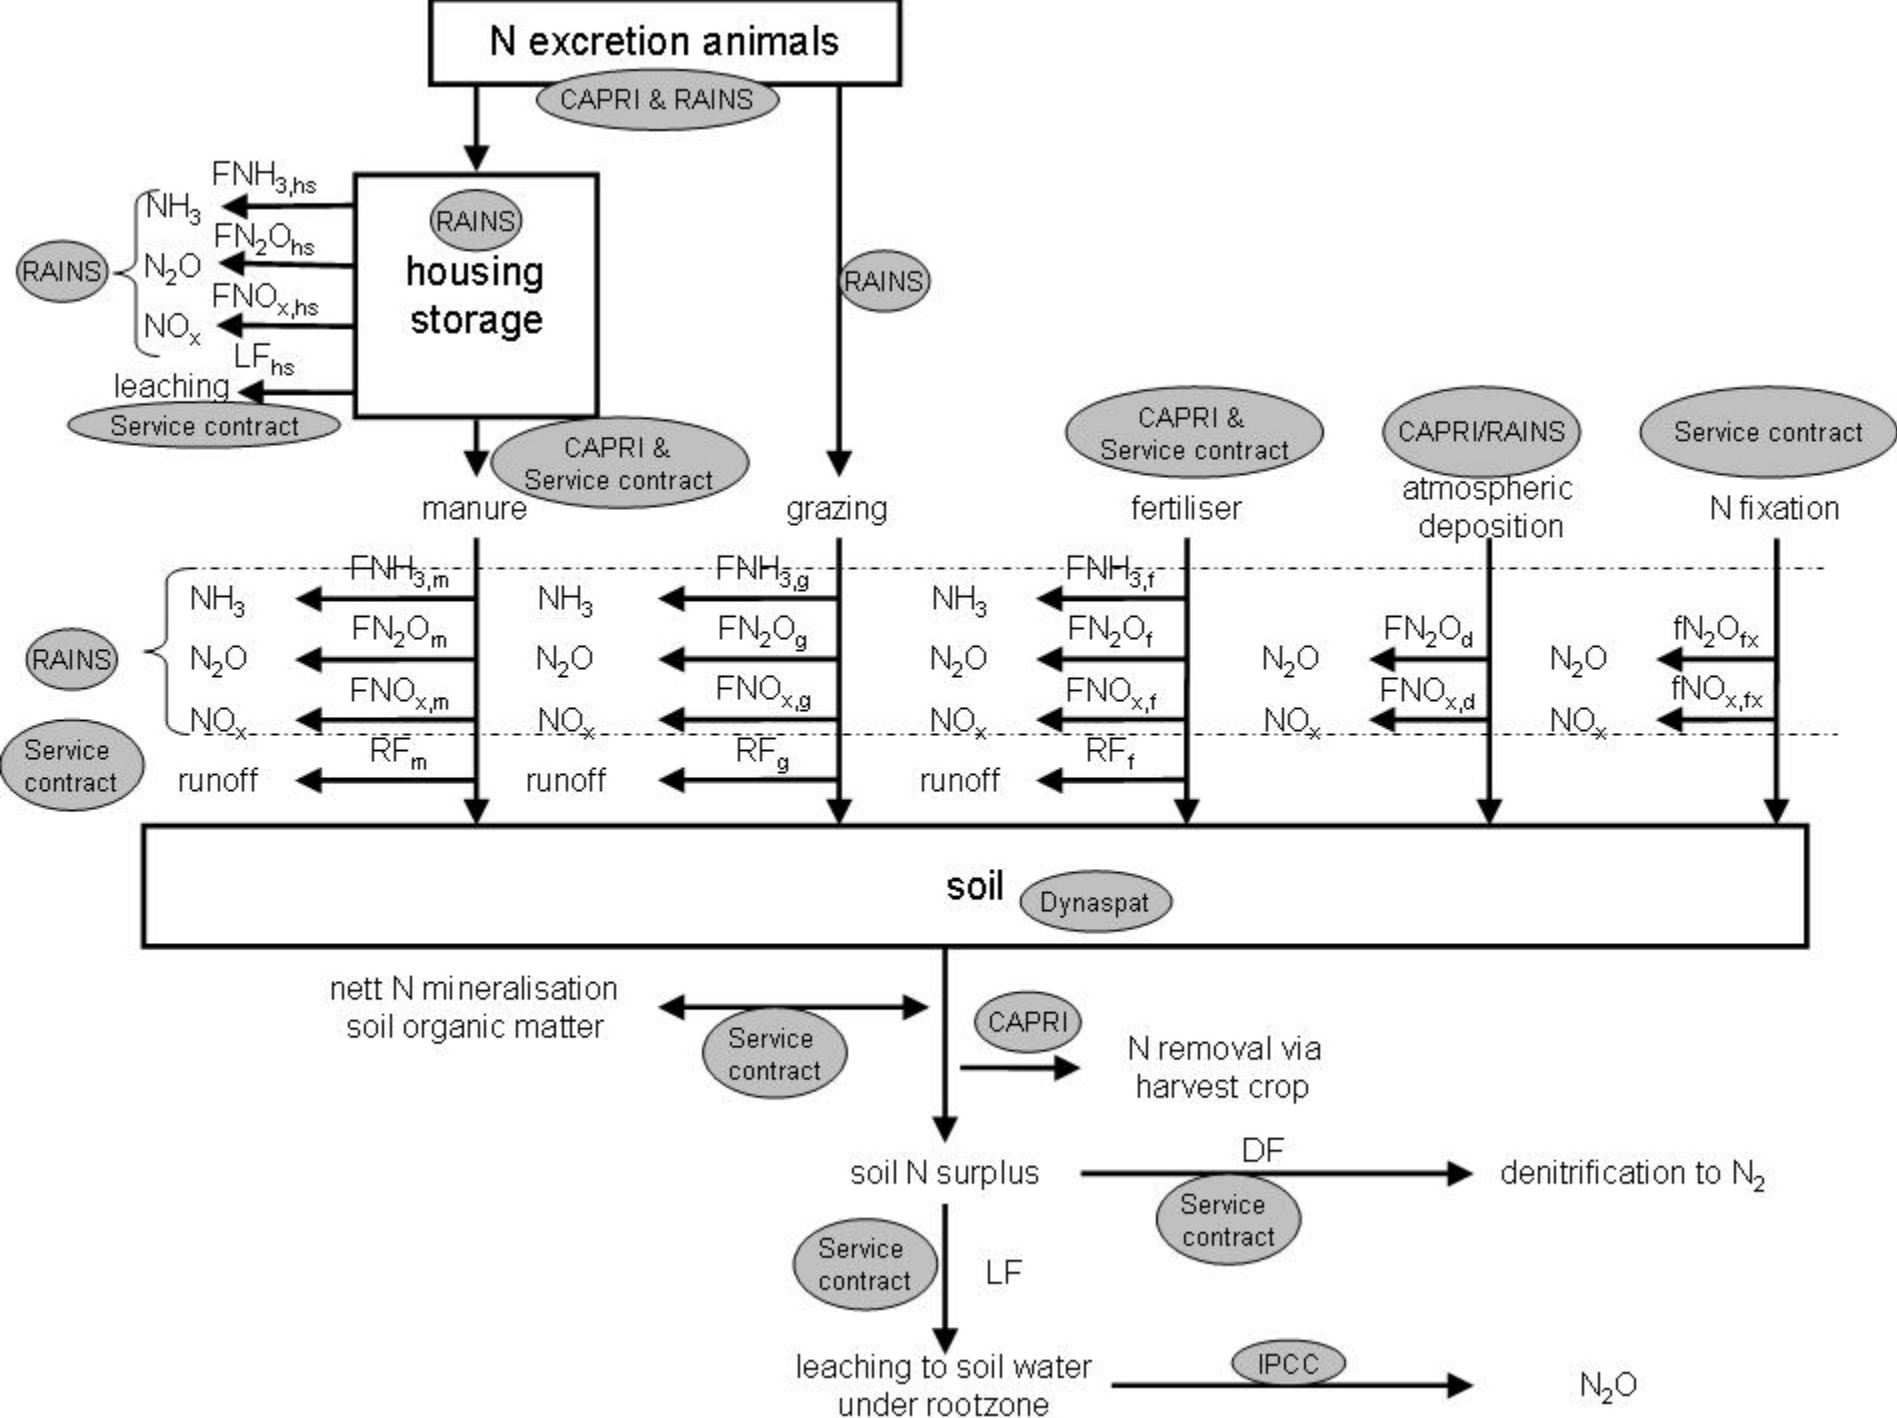 N excretion animals
CAPRI & RAINS
FNH3,hs
NH3
RAINS
FN2Ohs
RAINS
N2O
housing
RAINS
FNOx,hs
storage
NOx
LFhs
leaching
Service contract
CAPRI &
Service contract
CAPRI &
Service contract
CAPRI/RAINS
Service contract
manure
grazing
fertiliser
atmospheric
deposition
N fixation
FNH3,m
FNH3,g
FNH3,f
NH3
NH3
NH3
FN2Om
FN2Og
FN2Of
FN2Od
fN2Ofx
RAINS
N2O
N2O
N2O
N2O
N2O
FNOx,m
FNOx,g
FNOx,f
FNOx,d
fNOx,fx
NOx
NOx
NOx
NOx
NOx
Service
contract
RFm
RFg
RFf
runoff
runoff
runoff
soil
Dynaspat
nett N mineralisation
soil organic matter
Service
contract
CAPRI
N removal via
harvest crop
soil N surplus
DF
Service
contract
denitrification to N2
Service
contract
LF
leaching to soil water
under rootzone
IPCC
N2O